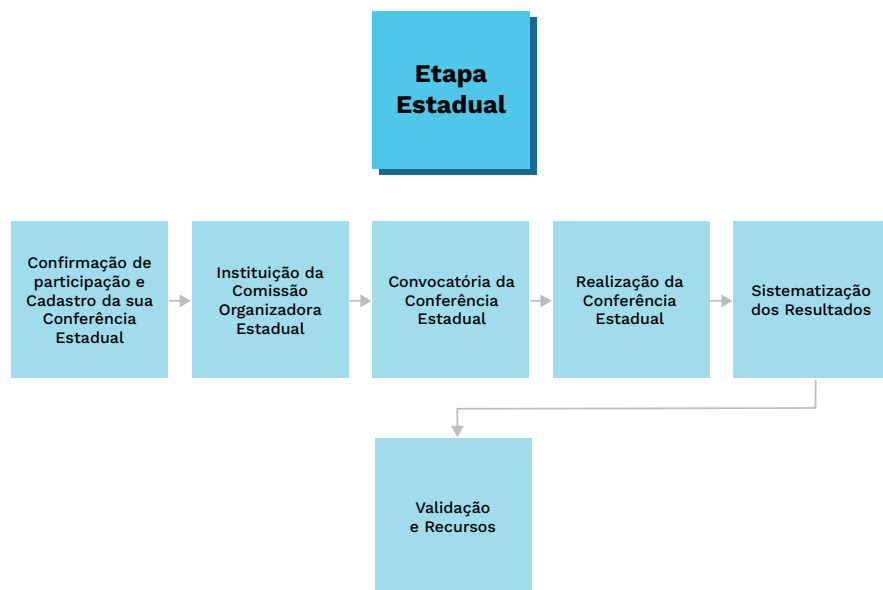 Etapa
Estadual
Confirmação de
participação e
Cadastro da sua
Conferência
Estadual
Instituição da
Comissão
Organizadora
Estadual
Convocatória da
Conferência
Estadual
Realização da
Conferência
Estadual
Sistematização
dos Resultados
Validação
e Recursos